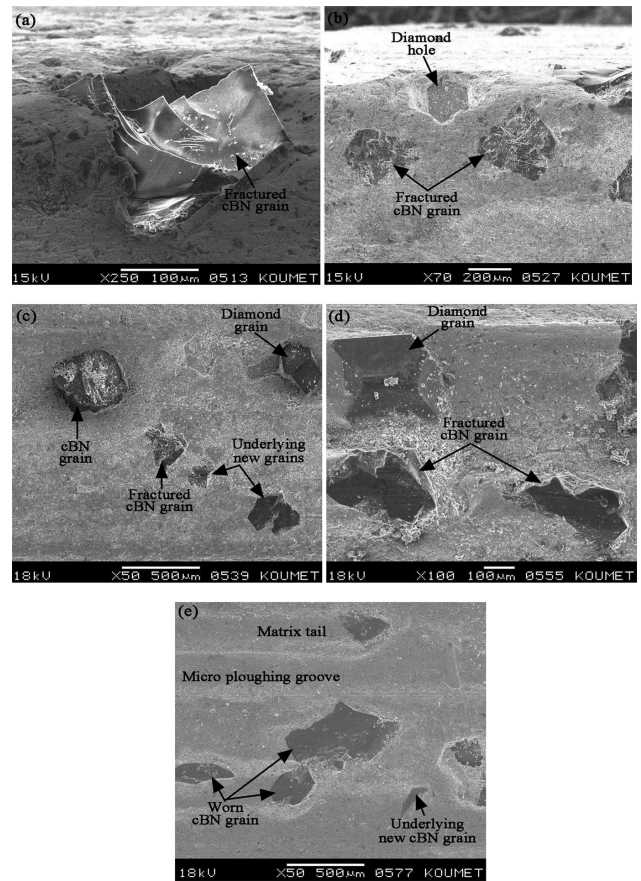 (a)
Fractured
cBN grain
15kV X250 100µm 0513 KOUMET
(b)
Diamond
hole
Fractured
cBN grain
15kV X70 200µm 0527 KOUMET
(c)
Diamond
grain
cBN
grain
Fractured
cBN grain
Underlying
new grains
18kV X50 500µm 0539 KOUMET
(d)
Diamond
grain
Fractured
cBN grain
18kV X100 100µm 0555 KOUMET
(e)
Matrix tail
Micro ploughing groove
Worn
cBN grain
Underlying
new cBN grain
18kV X50 500µm 0577 KOUMET